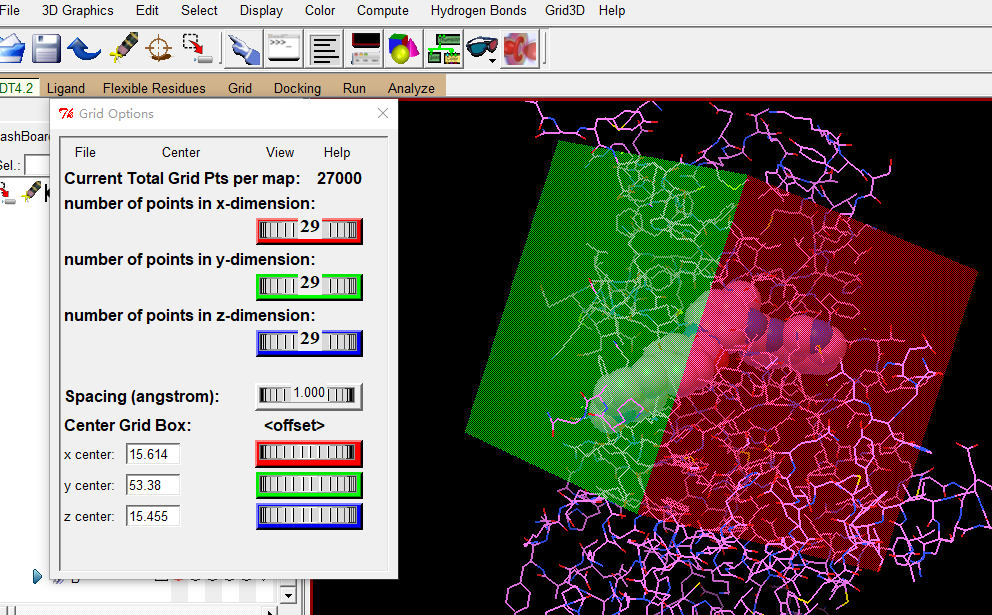 File 3D Graphics Edit Select Display Color Compute Hydrogen Bonds Grid3D Help
>>>
DT4.2 Ligand Flexible Residues Grid Docking Run Analyze
ashBoar
Sel.:
Grid Options
File Center View Help
Current Total Grid Pts per map: 27000
number of points in x-dimension:
29
number of points in y-dimension:
29
number of points in z-dimension:
29
Spacing (angstrom): 1.000
Center Grid Box: <offset>
x center: 15.614
y center: 53.38
z center: 15.455